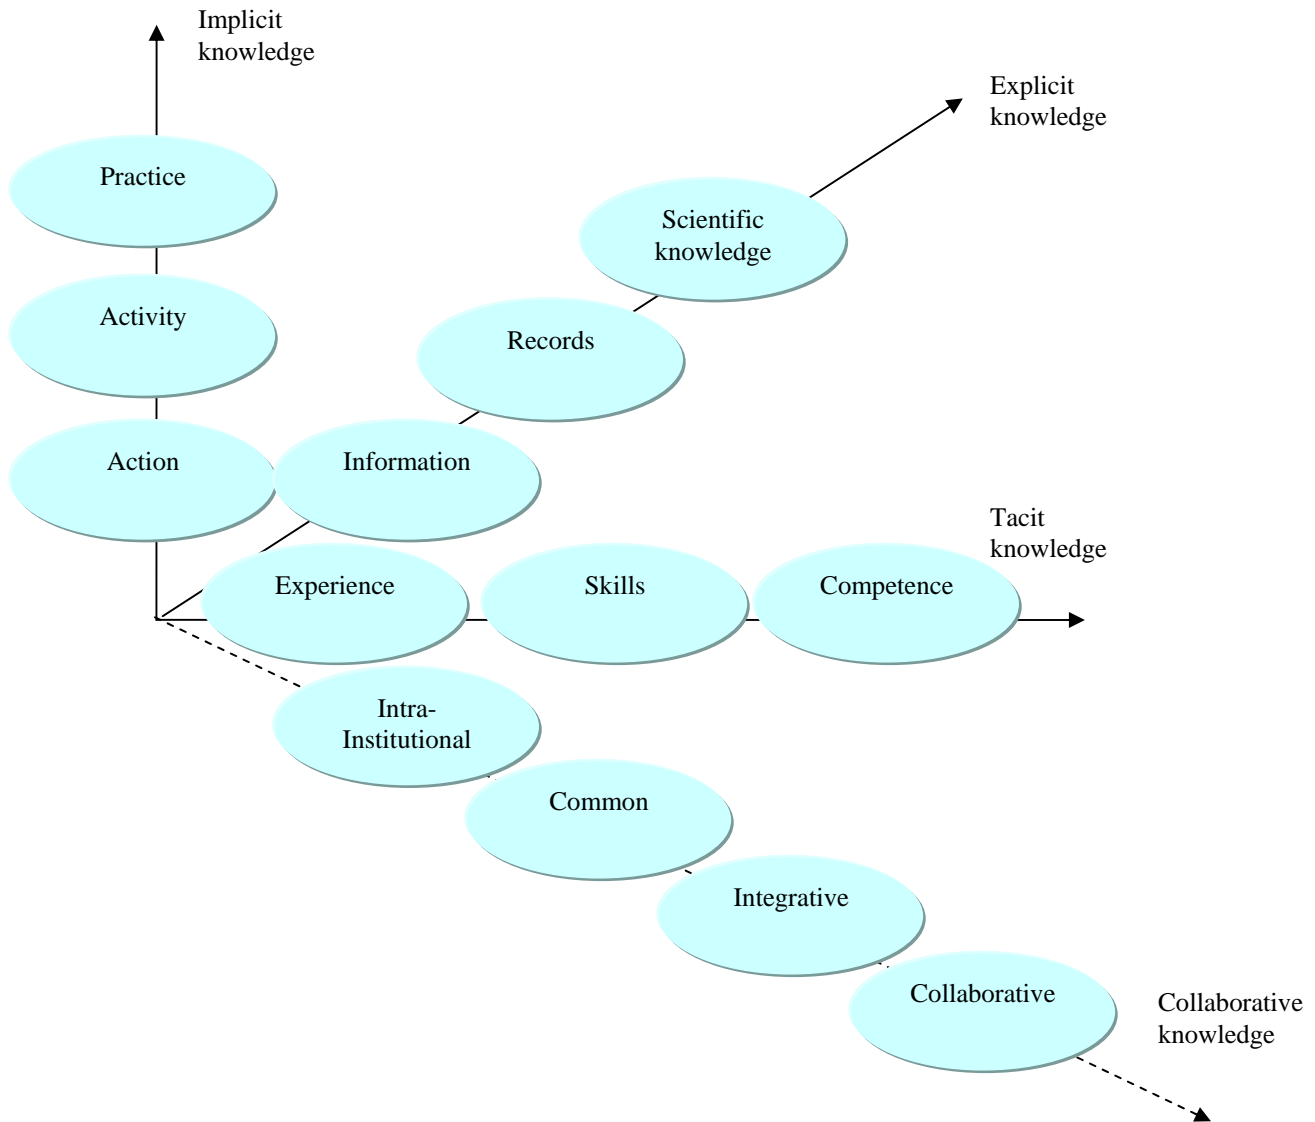 Implicit
knowledge
Explicit
knowledge
Practice
Scientific
knowledge
Activity
Records
Action
Information
Tacit
knowledge
Experience
Skills
Competence
Intra-
Institutional
Common
Integrative
Collaborative
Collaborative
knowledge